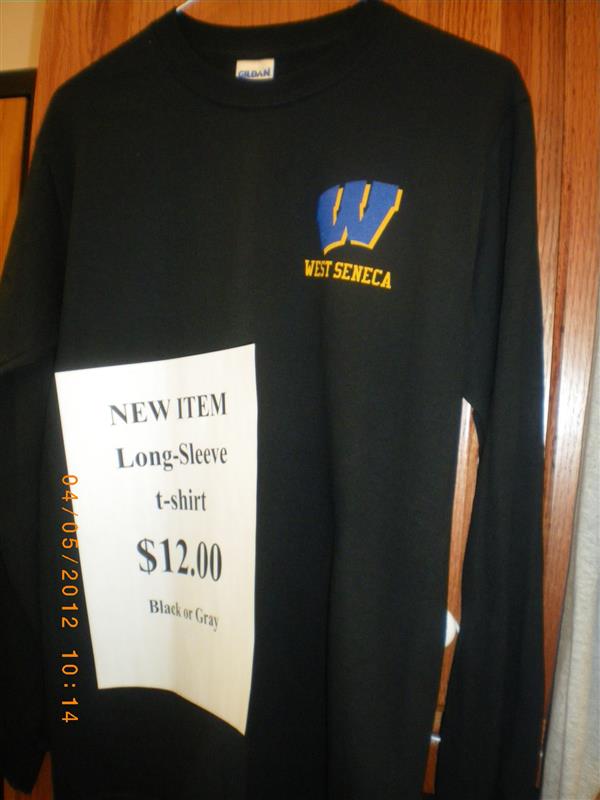 GILDAN
W
WEST SENECA
NEW ITEM
Long-Sleeve
t-shirt
$12.00
Black or Gray
04/05/2012 10:14